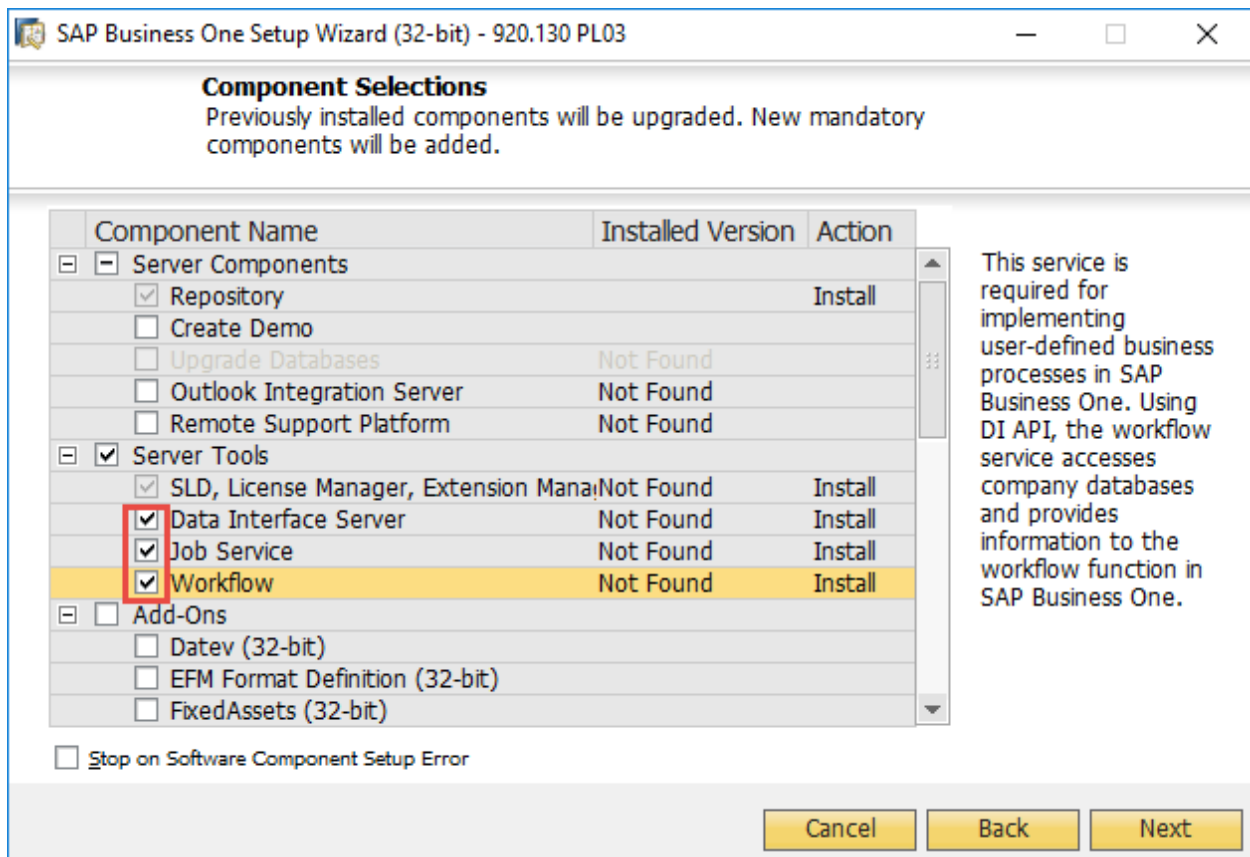 SAP Business One Setup Wizard (32-bit) - 920.130 PL03
Component Selections
Previously installed components will be upgraded. New mandatory
components will be added.
Component Name Installed Version Action
Server Components
Repository Install
Create Demo
Upgrade Databases Not Found
Outlook Integration Server Not Found
Remote Support Platform Not Found
Server Tools
SLD, License Manager, Extension Mana Not Found Install
Data Interface Server Not Found Install
Job Service Not Found Install
Workflow Not Found Install
Add-Ons
Datev (32-bit)
EFM Format Definition (32-bit)
FixedAssets (32-bit)
This service is
required for
implementing
user-defined business
processes in SAP
Business One. Using
DI API, the workflow
service accesses
company databases
and provides
information to the
workflow function in
SAP Business One.
Stop on Software Component Setup Error
Cancel Back Next